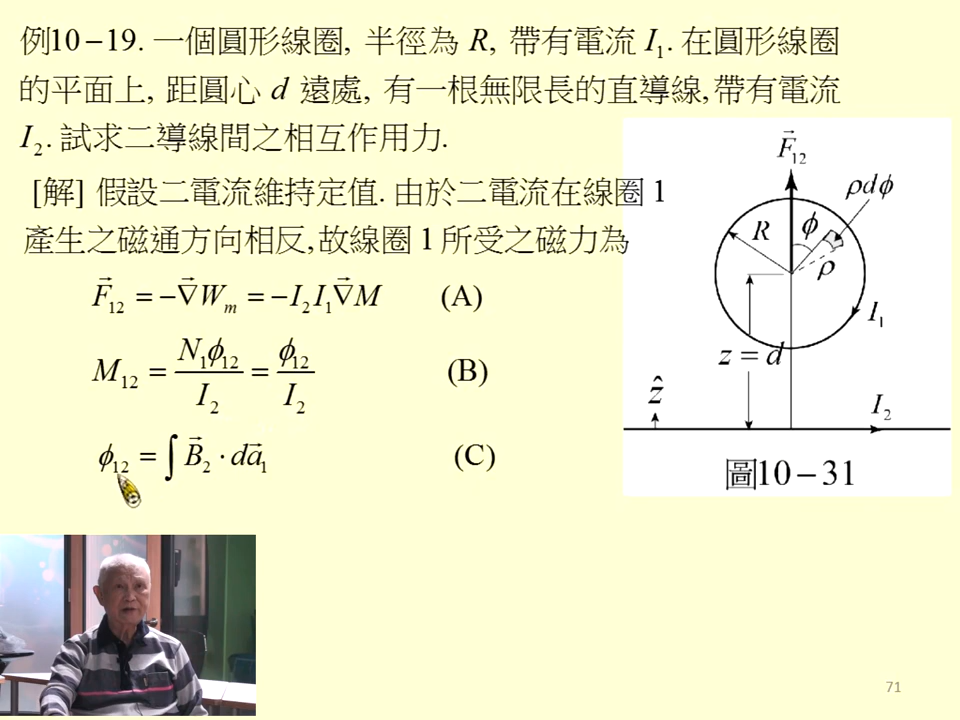 例10－19. 一個圓形線圈, 半徑為 R, 帶有電流 I₁. 在圓形線圈
的平面上, 距圓心 d 遠處, 有一根無限長的直導線,帶有電流
I₂. 試求二導線間之相互作用力.
[解] 假設二電流維持定值. 由於二電流在線圈 1
產生之磁通方向相反,故線圈 1 所受之磁力為
F⃗₁₂ = −∇⃗W_m = −I₂I₁∇⃗M (A)
M₁₂ = N₁ϕ₁₂ / I₂ = ϕ₁₂ / I₂ (B)
ϕ₁₂ = ∫ B⃗₂ · da⃗₁ (C)
F⃗₁₂
ρdϕ
R
ϕ
ρ
I₁
z = d
ẑ
I₂
圖10－31
71